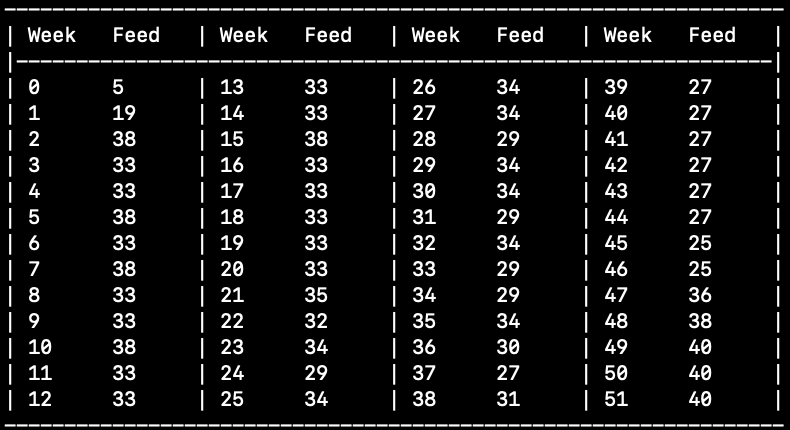 | Week Feed | Week Feed | Week Feed | Week Feed |
| 0 5 | 13 33 | 26 34 | 39 27 |
| 1 19 | 14 33 | 27 34 | 40 27 |
| 2 38 | 15 38 | 28 29 | 41 27 |
| 3 33 | 16 33 | 29 34 | 42 27 |
| 4 33 | 17 33 | 30 34 | 43 27 |
| 5 38 | 18 33 | 31 29 | 44 27 |
| 6 33 | 19 33 | 32 34 | 45 25 |
| 7 38 | 20 33 | 33 29 | 46 25 |
| 8 33 | 21 35 | 34 29 | 47 36 |
| 9 33 | 22 32 | 35 34 | 48 38 |
| 10 38 | 23 34 | 36 30 | 49 40 |
| 11 33 | 24 29 | 37 27 | 50 40 |
| 12 33 | 25 34 | 38 31 | 51 40 |